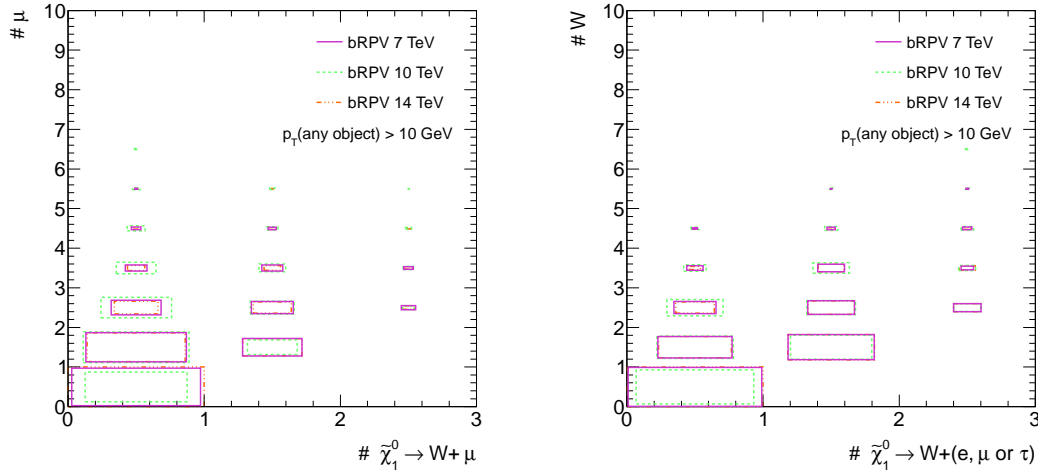 # μ
10
9
8
7
6
5
4
3
2
1
0
0 1 2 3
bRPV 7 TeV
bRPV 10 TeV
bRPV 14 TeV
p_T(any object) > 10 GeV
# χ̃₁⁰ → W+ μ
# W
10
9
8
7
6
5
4
3
2
1
0
0 1 2 3
bRPV 7 TeV
bRPV 10 TeV
bRPV 14 TeV
p_T(any object) > 10 GeV
# χ̃₁⁰ → W+(e, μ or τ)